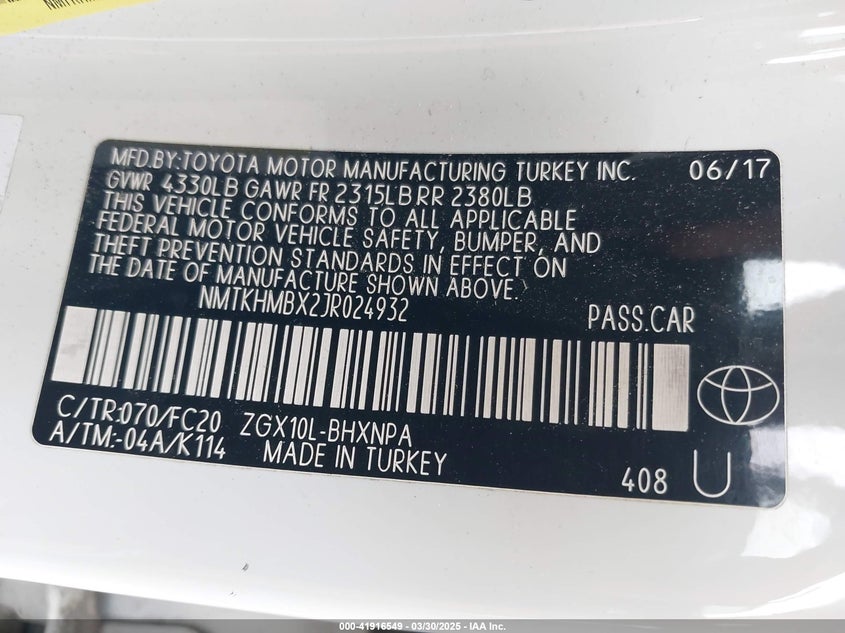 MFD.BY:TOYOTA MOTOR MANUFACTURING TURKEY INC. 06/17
GVWR 4330LB GAWR FR 2315LB RR 2380LB
THIS VEHICLE CONFORMS TO ALL APPLICABLE
FEDERAL MOTOR VEHICLE SAFETY, BUMPER, AND
THEFT PREVENTION STANDARDS IN EFFECT ON
THE DATE OF MANUFACTURE SHOWN ABOVE.
NMTKHMBX2JR024932 PASS.CAR
C/TR:070/FC20 ZGX10L-BHXNPA
A/TM:-04A/K114 MADE IN TURKEY
408 U
000-41916549 — 03/30/2025 — IAA Inc.